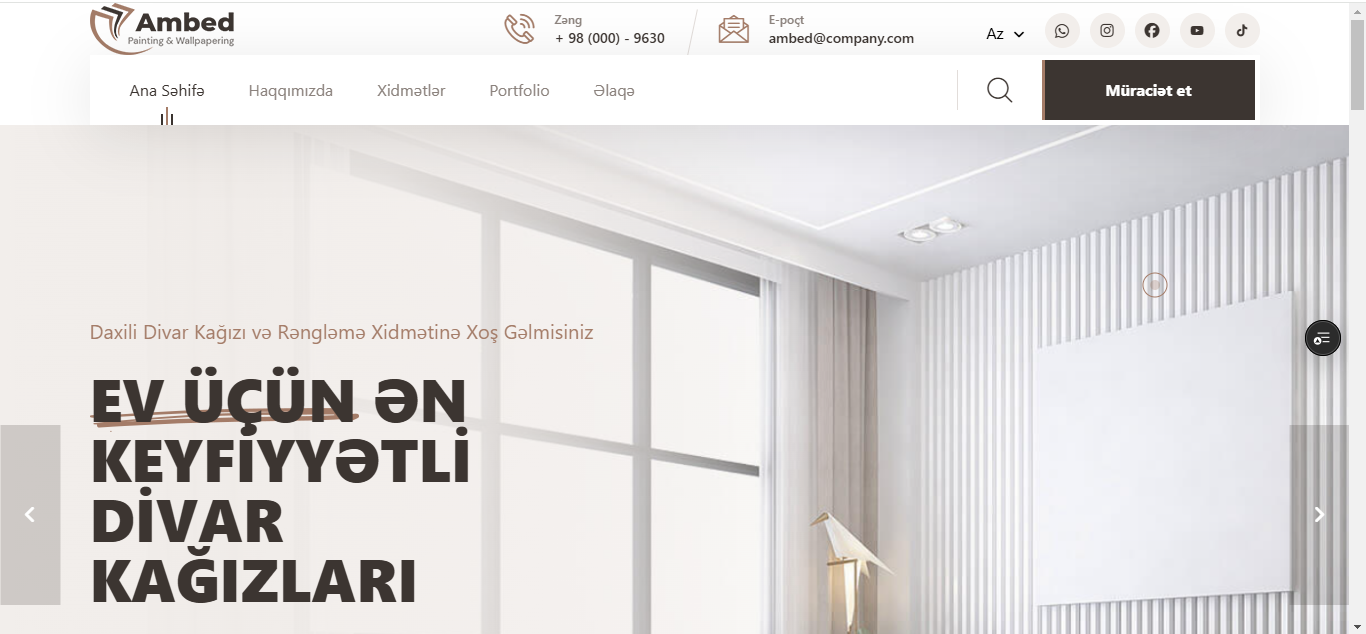 Ambed
Painting & Wallpapering
Zəng
+ 98 (000) - 9630
E-poçt
ambed@company.com
Az
Ana Səhifə
Haqqımızda
Xidmətlər
Portfolio
Əlaqə
Müraciət et
Daxili Divar Kağızı və Rəngləmə Xidmətinə Xoş Gəlmisiniz
EV ÜÇÜN ƏN
KEYFİYYƏTLİ
DİVAR
KAĞIZLARI